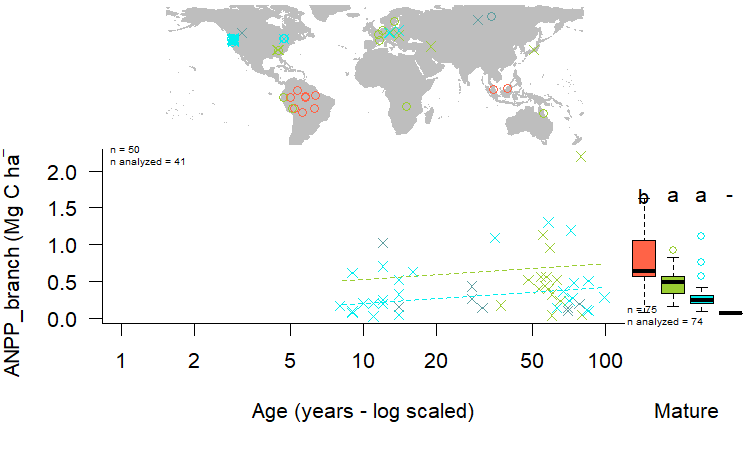 n = 50
n analyzed = 41
ANPP_branch (Mg C ha
2.0
1.5
1.0
0.5
0.0
b a a -
n = 75
n analyzed = 74
1 2 5 10 20 50 100
Age (years - log scaled) Mature